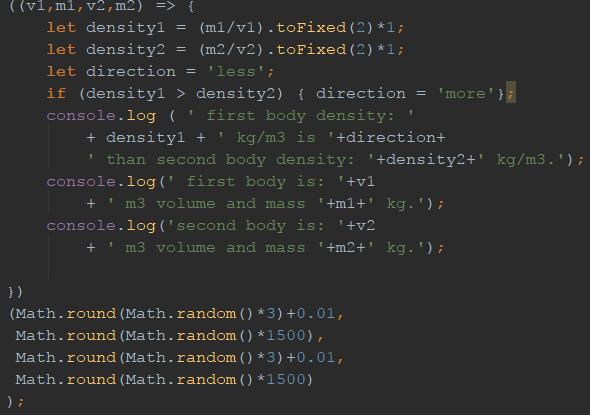 ((v1,m1,v2,m2) => {
let density1 = (m1/v1).toFixed(2)*1;
let density2 = (m2/v2).toFixed(2)*1;
let direction = 'less';
if (density1 > density2) { direction = 'more'};
console.log ( ' first body density: '
+ density1 + ' kg/m3 is '+direction+
' than second body density: '+density2+' kg/m3.');
console.log(' first body is: '+v1
+ ' m3 volume and mass '+m1+' kg.');
console.log('second body is: '+v2
+ ' m3 volume and mass '+m2+' kg.');
})
(Math.round(Math.random()*3)+0.01,
Math.round(Math.random()*1500),
Math.round(Math.random()*3)+0.01,
Math.round(Math.random()*1500)
);